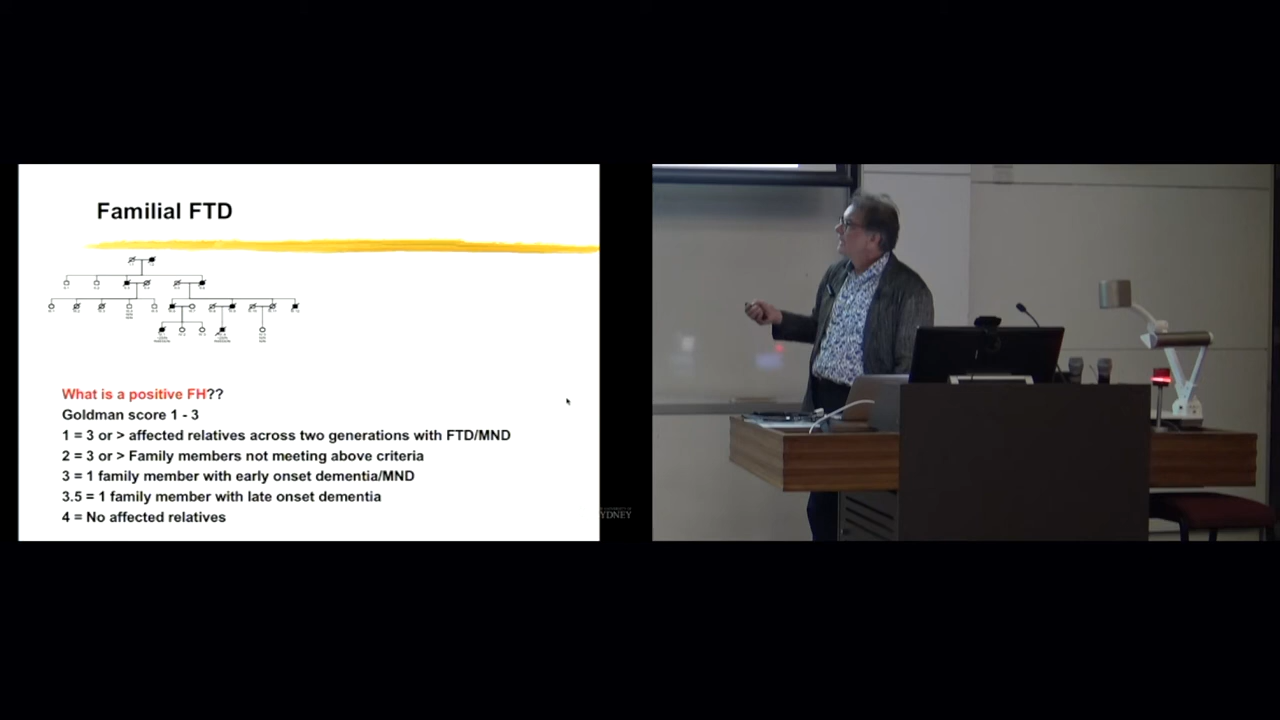 Familial FTD
What is a positive FH??
Goldman score 1 - 3
1 = 3 or > affected relatives across two generations with FTD/MND
2 = 3 or > Family members not meeting above criteria
3 = 1 family member with early onset dementia/MND
3.5 = 1 family member with late onset dementia
4 = No affected relatives
YDNEY